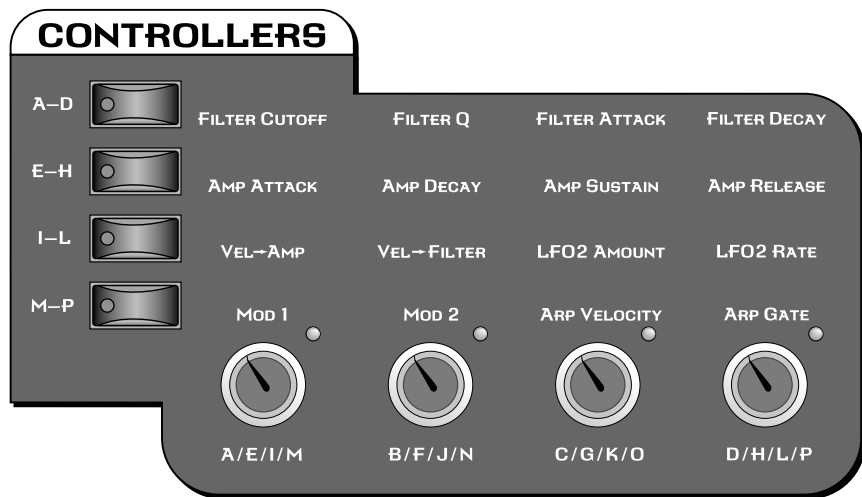 CONTROLLERS
A–D
FILTER CUTOFF FILTER Q FILTER ATTACK FILTER DECAY
E–H
AMP ATTACK AMP DECAY AMP SUSTAIN AMP RELEASE
I–L
VEL→AMP VEL→FILTER LFO2 AMOUNT LFO2 RATE
M–P
MOD 1 MOD 2 ARP VELOCITY ARP GATE
A/E/I/M B/F/J/N C/G/K/O D/H/L/P